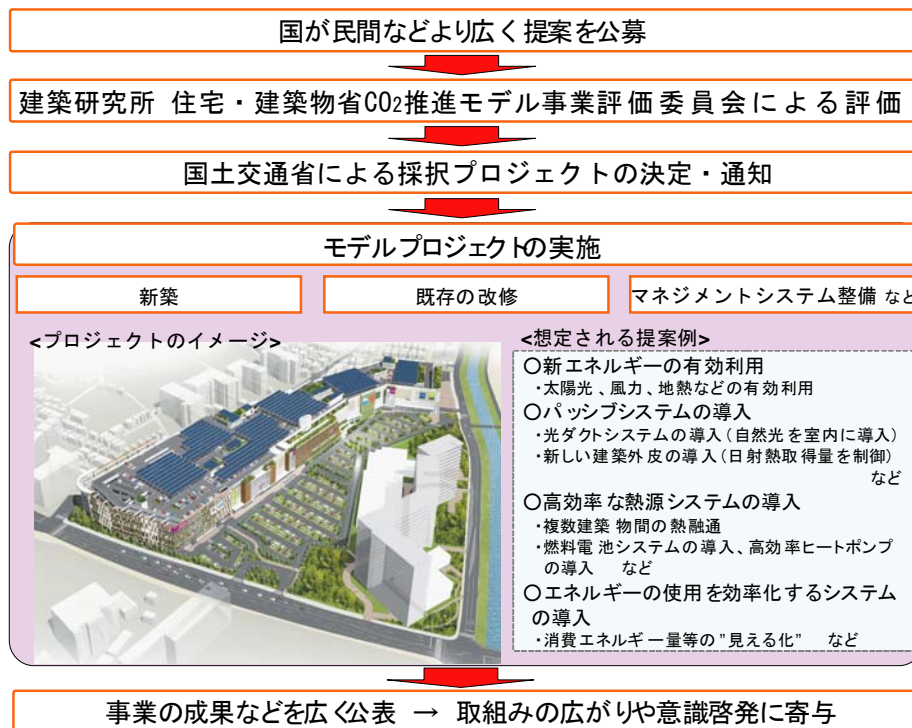 国が民間などより広く提案を公募
建築研究所 住宅・建築物省CO2推進モデル事業評価委員会による評価
国土交通省による採択プロジェクトの決定・通知
モデルプロジェクトの実施
新築
既存の改修
マネジメントシステム整備 など
<プロジェクトのイメージ>
<想定される提案例>
○新エネルギーの有効利用
・太陽光、風力、地熱などの有効利用
○パッシブシステムの導入
・光ダクトシステムの導入(自然光を室内に導入)
・新しい建築外皮の導入(日射熱取得量を制御)
など
○高効率な熱源システムの導入
・複数建築物間の熱融通
・燃料電池システムの導入、高効率ヒートポンプ
の導入 など
○エネルギーの使用を効率化するシステム
の導入
・消費エネルギー量等の"見える化" など
事業の成果などを広く公表 → 取組みの広がりや意識啓発に寄与